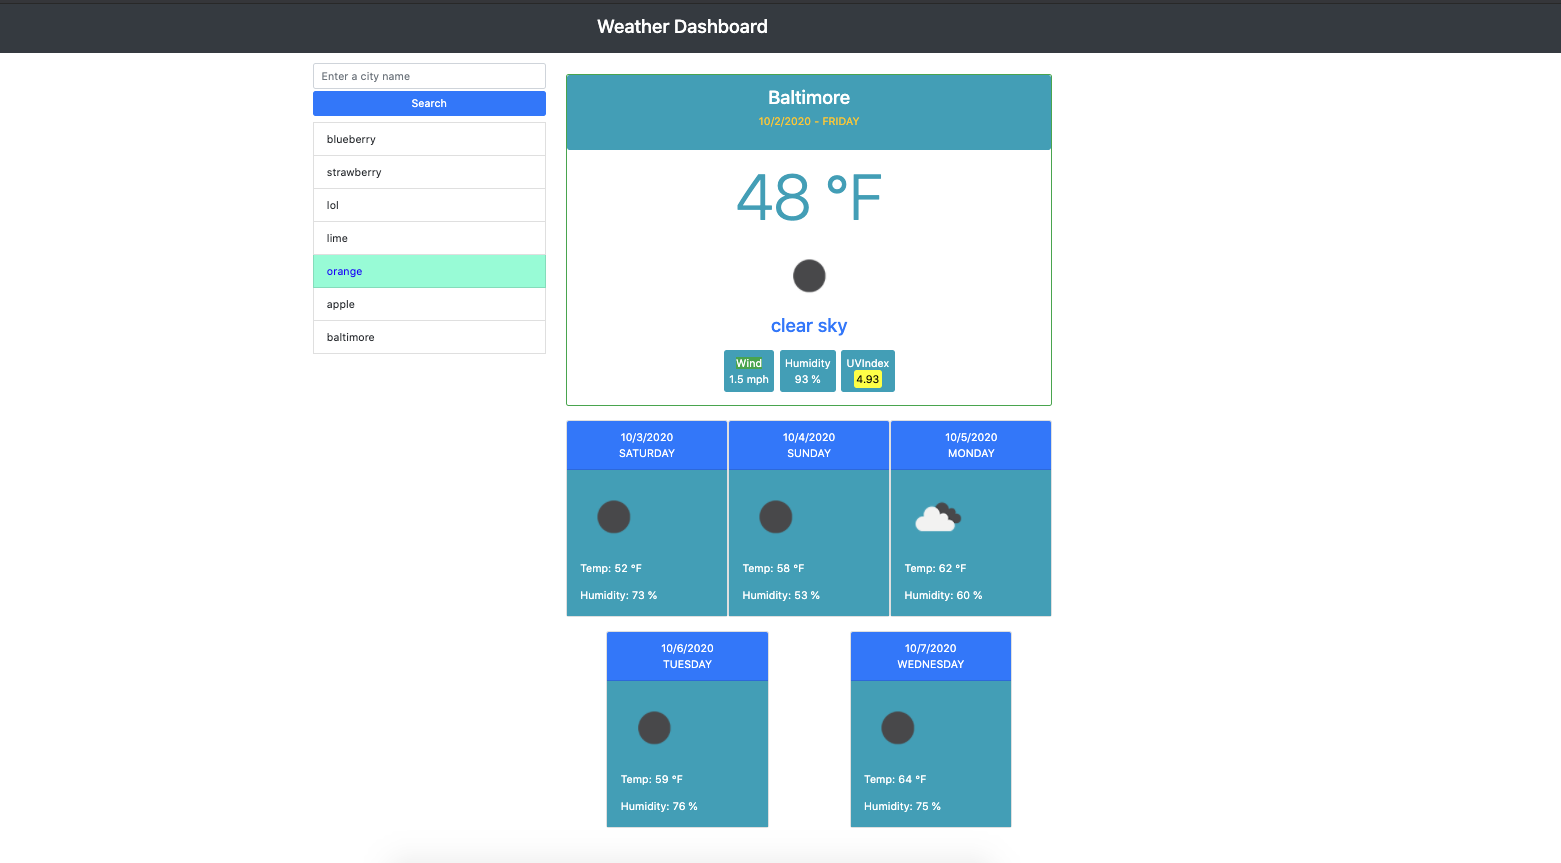 Weather Dashboard
Enter a city name
Search
blueberry
strawberry
lol
lime
orange
apple
baltimore
Baltimore
10/2/2020 - FRIDAY
48 °F
clear sky
Wind
1.5 mph
Humidity
93 %
UVIndex
4.93
10/3/2020
SATURDAY
Temp: 52 °F
Humidity: 73 %
10/4/2020
SUNDAY
Temp: 58 °F
Humidity: 53 %
10/5/2020
MONDAY
Temp: 62 °F
Humidity: 60 %
10/6/2020
TUESDAY
Temp: 59 °F
Humidity: 76 %
10/7/2020
WEDNESDAY
Temp: 64 °F
Humidity: 75 %